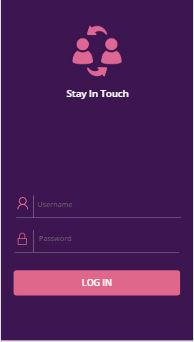 Stay In Touch
Username
Password
LOG IN